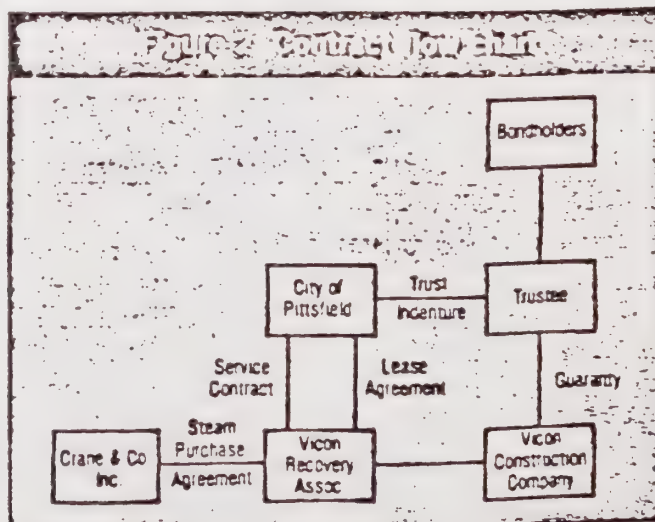 Contract
Bondholders
City of
Pittsfield
Trust
Indenture
Trustee
Service
Contract
Lease
Agreement
Guaranty
Crane & Co
Inc.
Steam
Purchase
Agreement
Vicon
Recovery
Assoc
Vicon
Construction
Company